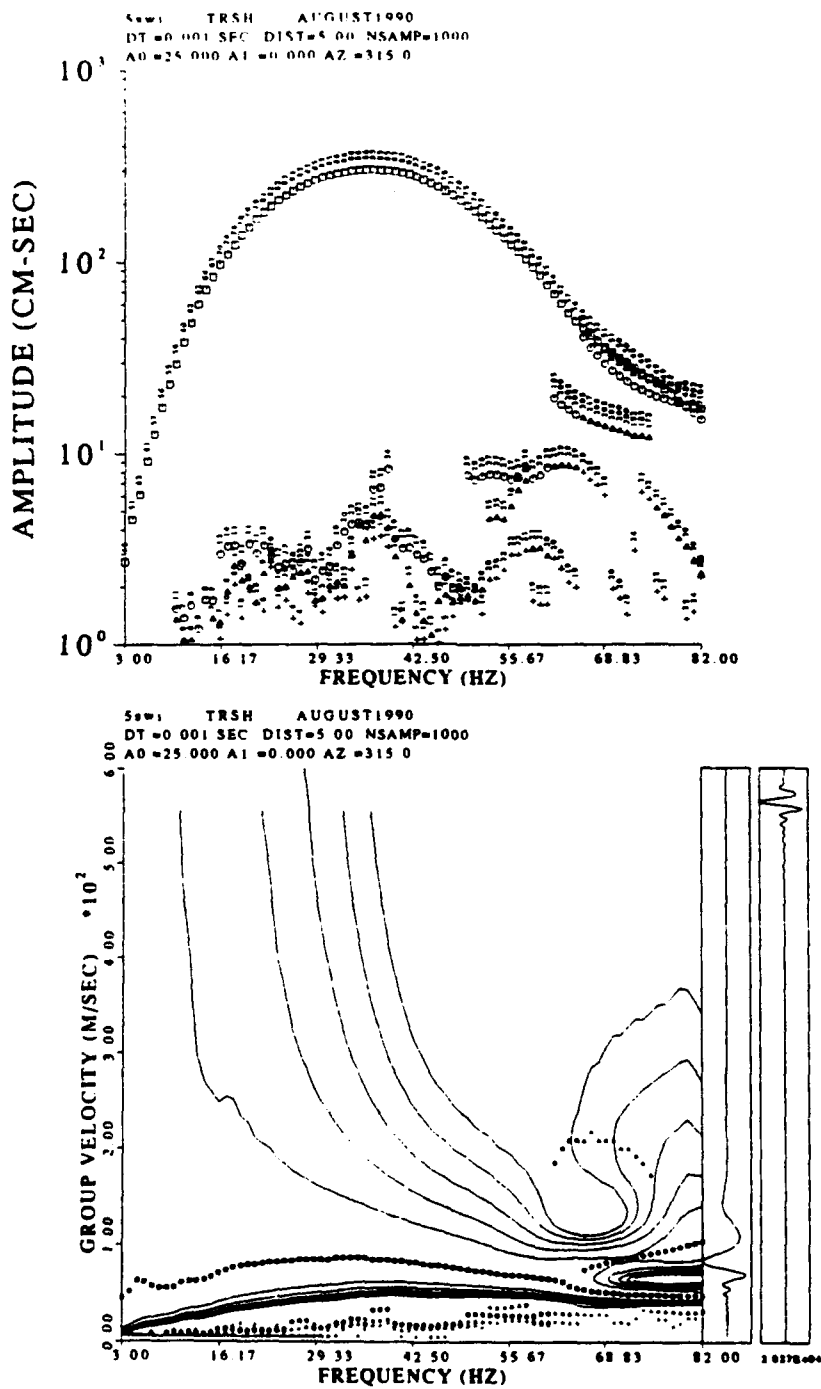 TRSH AUGUST1990
DT =0.001 SEC DIST=5 00 NSAMP=1000
A0 =25.000 A1 =0.000 AZ =315 0
AMPLITUDE (CM-SEC)
10³
10²
10¹
10⁰
3 00 16 17 29 33 42 50 55 67 68 83 82 00
FREQUENCY (HZ)
TRSH AUGUST1990
DT =0 001 SEC DIST=5 00 NSAMP=1000
A0 =25 000 A1 =0.000 AZ =315 0
GROUP VELOCITY (M/SEC) *10²
6 00
5 00
4 00
3 00
2 00
1 00
0 00
3 00 16 17 29 33 42 50 55 67 68 83 82 00
FREQUENCY (HZ)